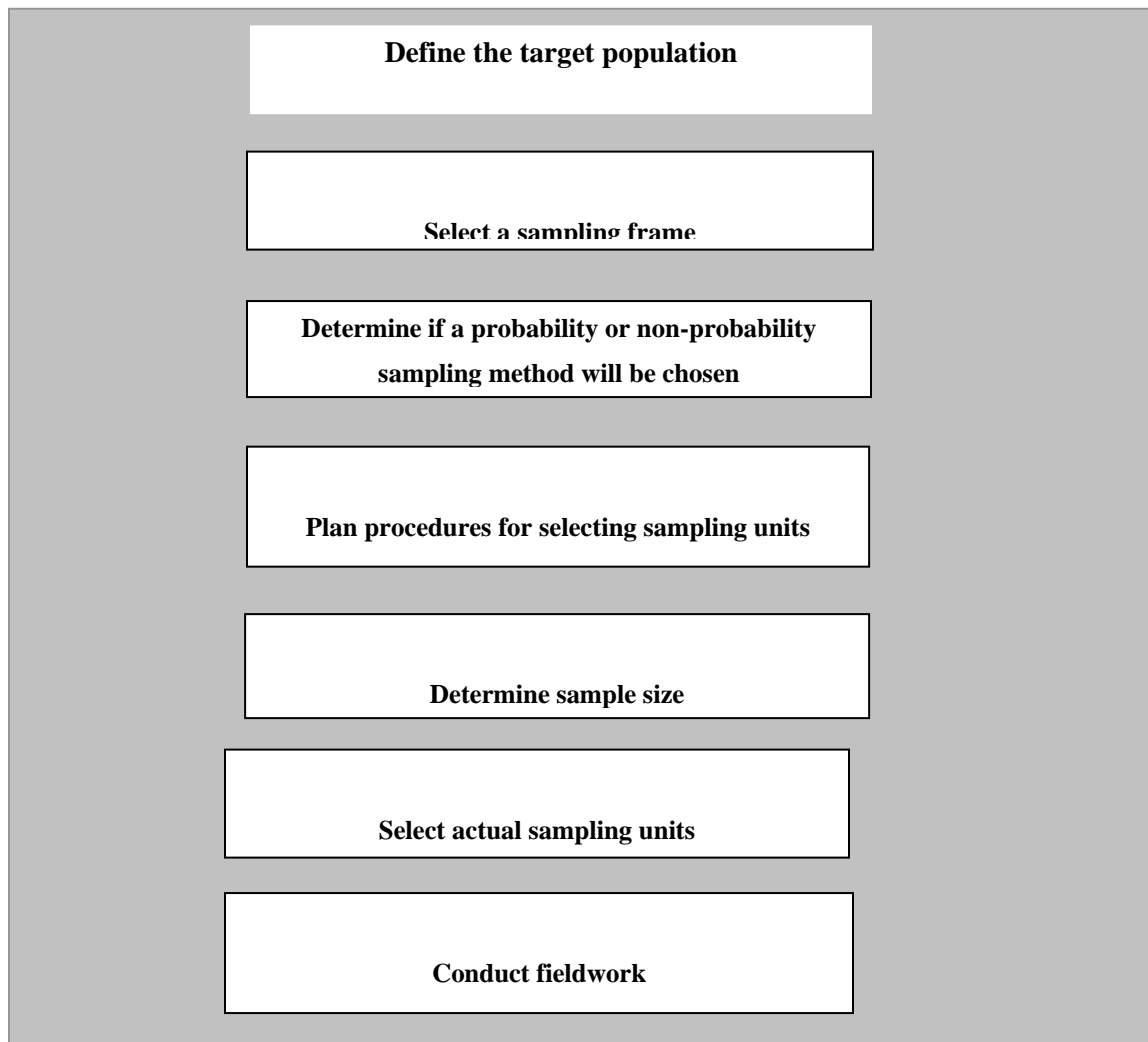 Define the target population
Select a sampling frame
Determine if a probability or non-probability
sampling method will be chosen
Plan procedures for selecting sampling units
Determine sample size
Select actual sampling units
Conduct fieldwork